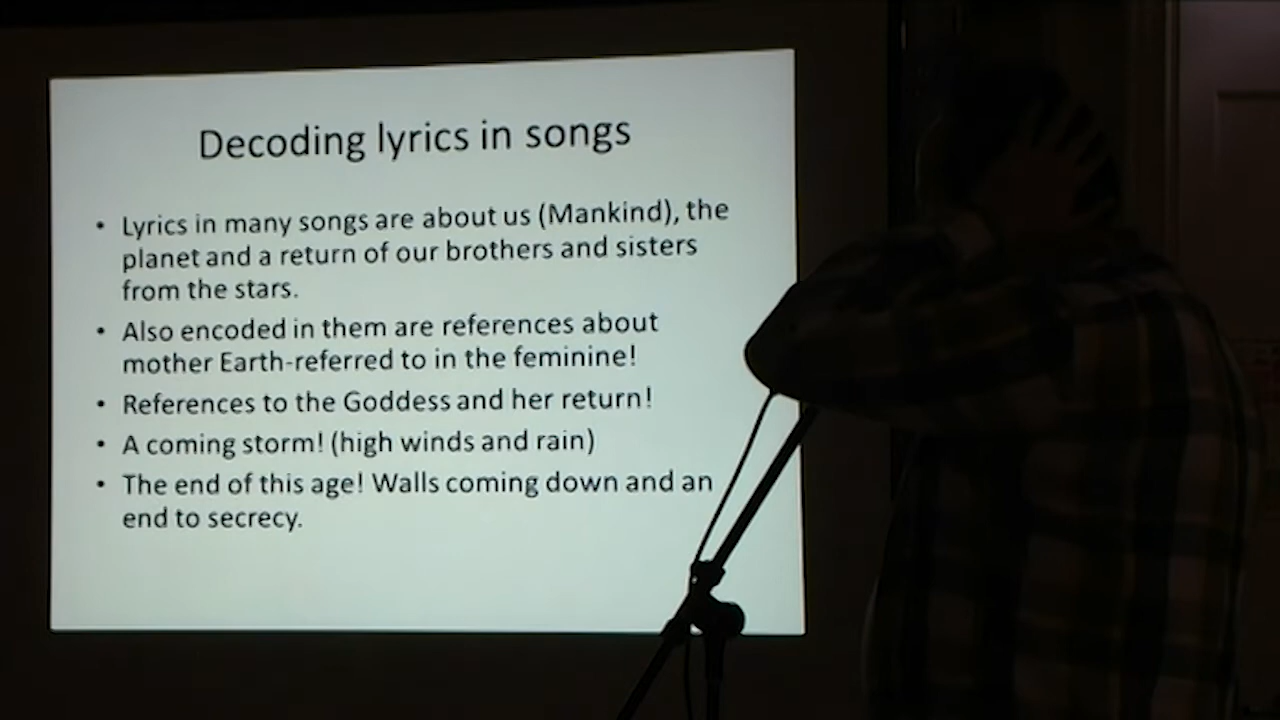 Decoding lyrics in songs
• Lyrics in many songs are about us (Mankind), the
planet and a return of our brothers and sisters
from the stars.
• Also encoded in them are references about
mother Earth-referred to in the feminine!
• References to the Goddess and her return!
• A coming storm! (high winds and rain)
• The end of this age! Walls coming down and an
end to secrecy.